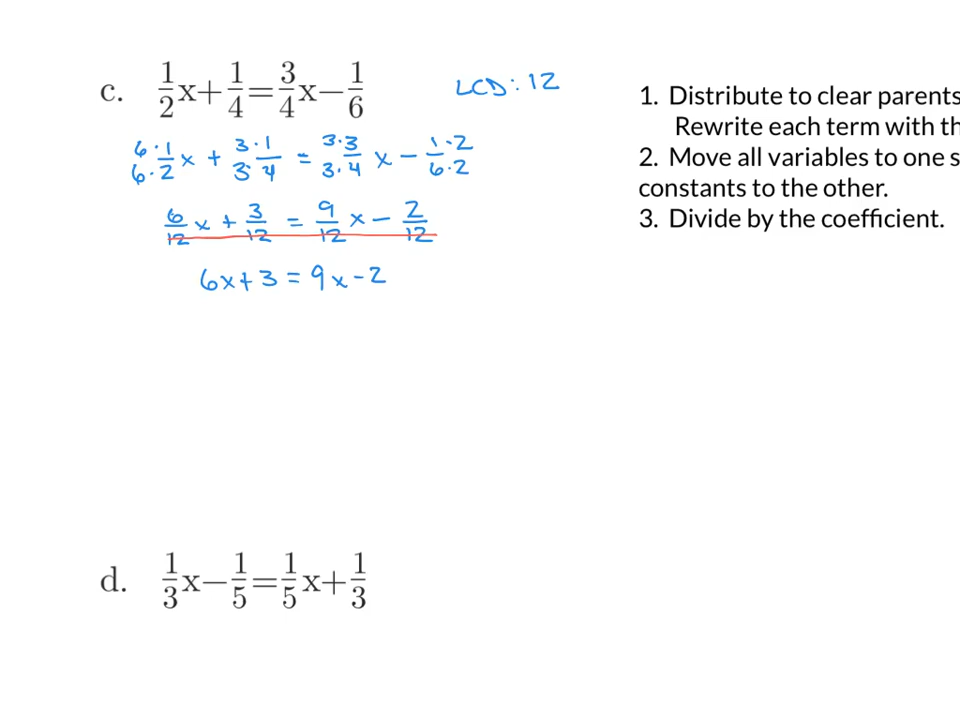 c. 1/2x+1/4=3/4x−1/6
LCD: 12
6·1/6·2 x + 3·1/3·4 = 3·3/3·4 x − 1·2/6·2
6/12 x + 3/12 = 9/12 x − 2/12
6x+3 = 9x−2
1. Distribute to clear parents
Rewrite each term with th
2. Move all variables to one s
constants to the other.
3. Divide by the coefficient.
d. 1/3x−1/5=1/5x+1/3